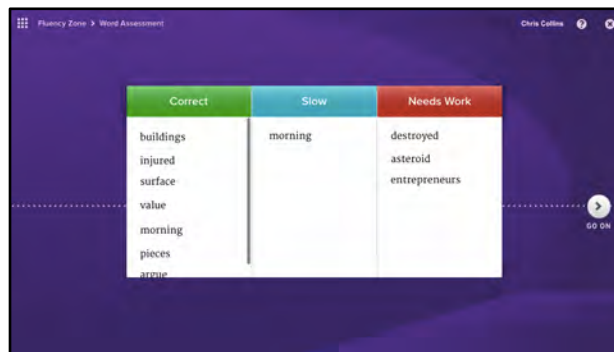 Fluency Zone > Word Assessment
Chris Collins ?
Correct Slow Needs Work
buildings morning destroyed
injured asteroid
surface entrepreneurs
value
morning
pieces
argue
GO ON